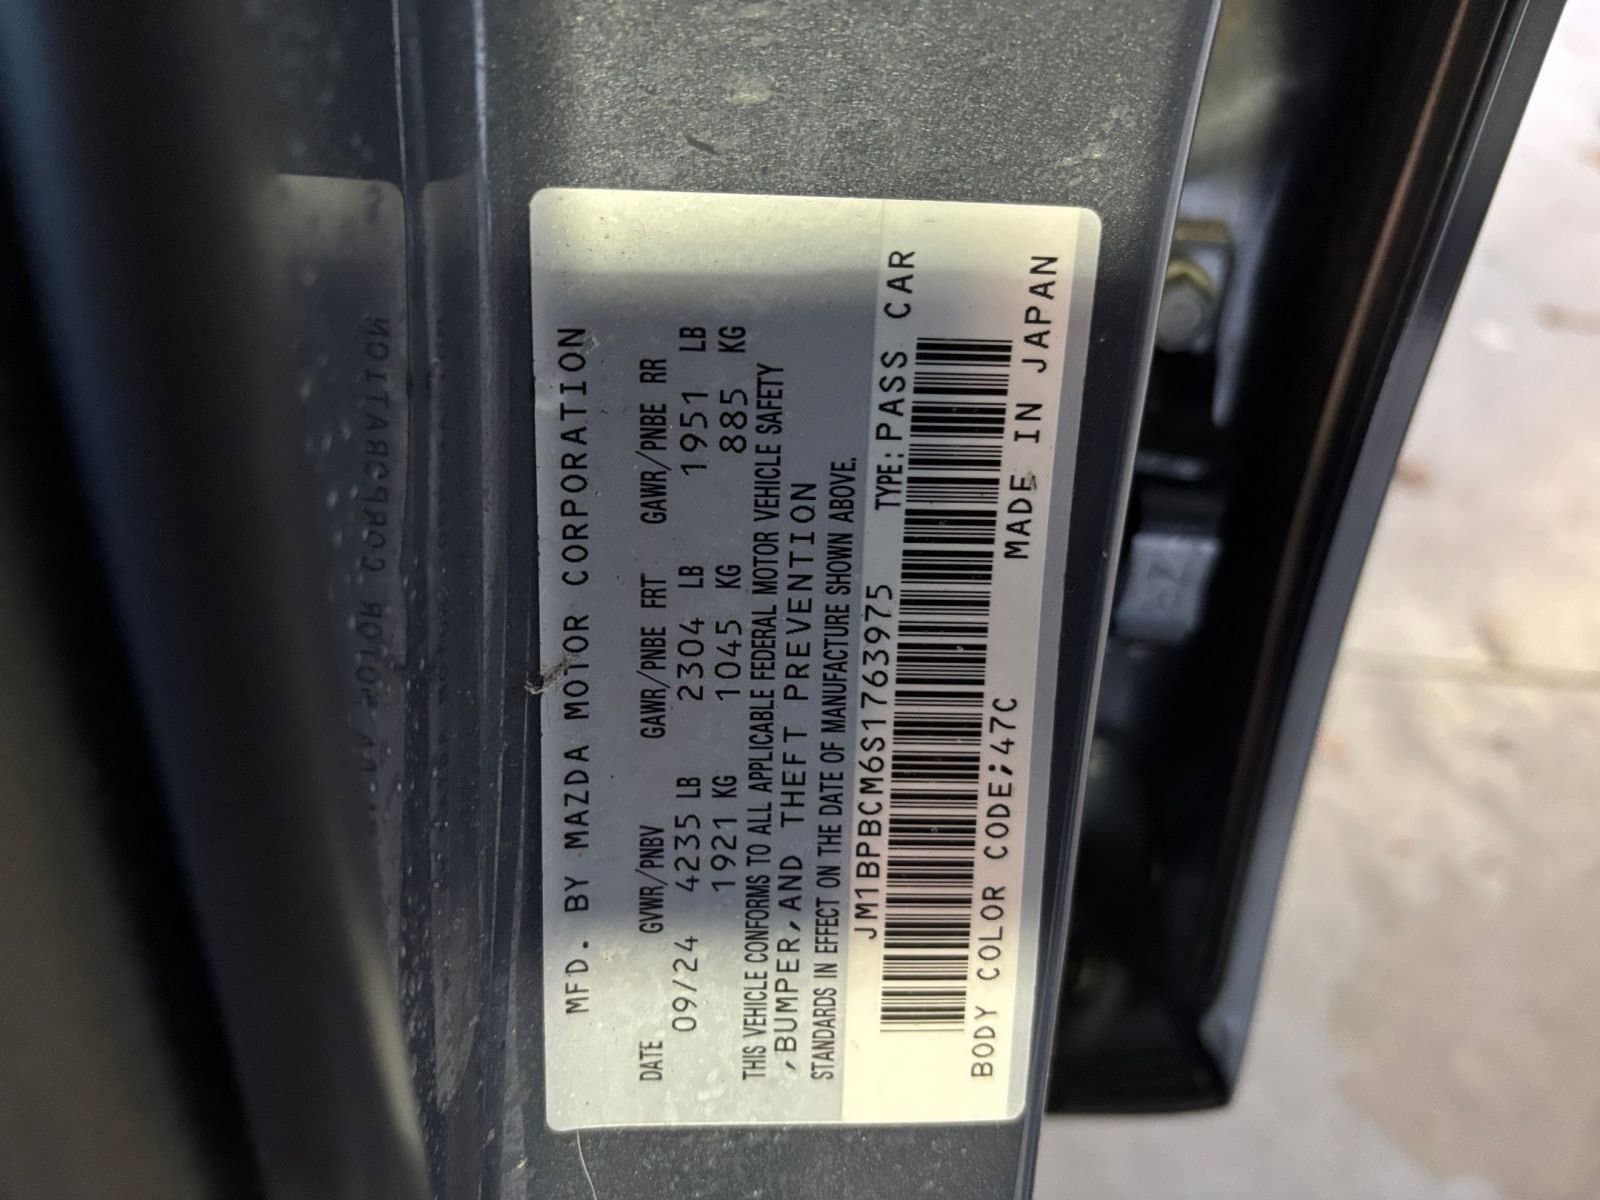 MFD. BY MAZDA MOTOR CORPORATION
DATE GVWR/PNBV GAWR/PNBE FRT GAWR/PNBE RR
09/24 4235 LB 2304 LB 1951 LB
1921 KG 1045 KG 885 KG
THIS VEHICLE CONFORMS TO ALL APPLICABLE FEDERAL MOTOR VEHICLE SAFETY
,BUMPER,AND THEFT PREVENTION
STANDARDS IN EFFECT ON THE DATE OF MANUFACTURE SHOWN ABOVE.
JM1BPBCM6S1763975 TYPE:PASS CAR
BODY COLOR CODE;47C MADE IN JAPAN